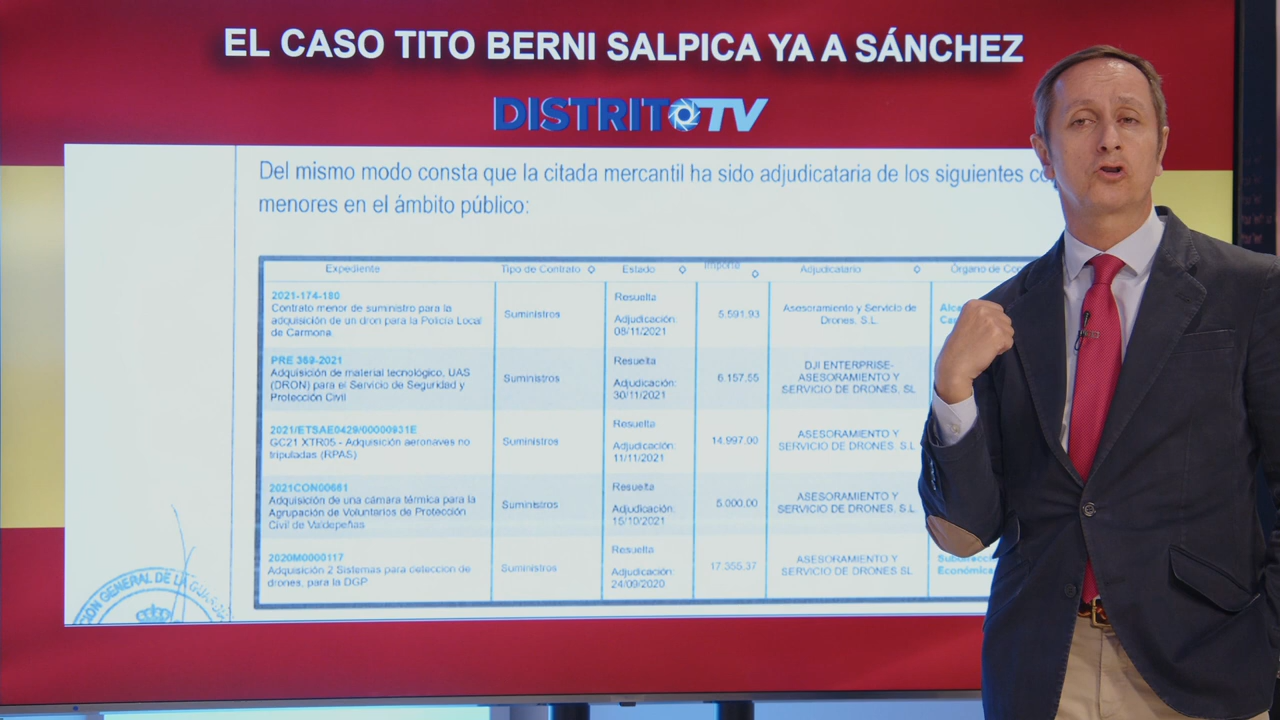 EL CASO TITO BERNI SALPICA YA A SÁNCHEZ
DISTRITO TV
Del mismo modo consta que la citada mercantil ha sido adjudicataria de los siguientes
menores en el ámbito público:
Expediente Tipo de Contrato Estado Importe Adjudicatario Órgano de
2021-174-180
Contrato menor de suministro para la
adquisición de un dron para la Policía Local
de Carmona.
Suministros
Resuelta
Adjudicación:
08/11/2021
5.591,93
Asesoramiento y Servicio de
Drones, S.L.
PRE 369-2021
Adquisición de material tecnológico, UAS
(DRON) para el Servicio de Seguridad y
Protección Civil
Suministros
Resuelta
Adjudicación:
30/11/2021
6.157,55
DJI ENTERPRISE-
ASESORAMIENTO Y
SERVICIO DE DRONES, SL
2021/ETSAE0429/00000931E
GC21 XTR05 - Adquisición aeronaves no
tripuladas (RPAS)
Suministros
Resuelta
Adjudicación:
11/11/2021
14.997,00
ASESORAMIENTO Y
SERVICIO DE DRONES, S.L
2021CON00661
Adquisición de una cámara térmica para la
Agrupación de Voluntarios de Protección
Civil de Valdepeñas
Suministros
Resuelta
Adjudicación:
15/10/2021
5.000,00
ASESORAMIENTO Y
SERVICIO DE DRONES, S.L
2020M0000117
Adquisición 2 Sistemas para deteccion de
drones, para la DGP
Suministros
Resuelta
Adjudicación:
24/09/2020
17.355,37
ASESORAMIENTO Y
SERVICIO DE DRONES SL
Económica
GENERAL DE LA